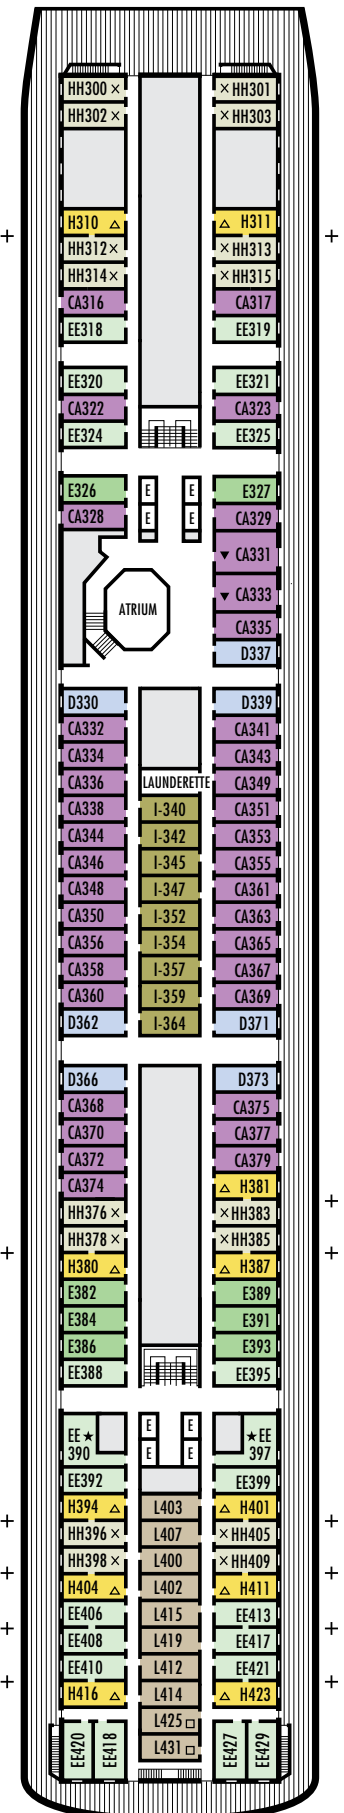 HH300 × × HH301
HH302 × × HH303
H310 △ △ H311
HH312 × × HH313
HH314 × × HH315
CA316 CA317
EE318 EE319
EE320 EE321
CA322 CA323
EE324 EE325
E326 E E E327
CA328 E E CA329
▼ CA331
▼ CA333
ATRIUM
CA335
D337
D330 D339
CA332 CA341
CA334 CA343
CA336 LAUNDERETTE CA349
CA338 I-340 CA351
CA344 I-342 CA353
CA346 I-345 CA355
CA348 I-347 CA361
CA350 I-352 CA363
CA356 I-354 CA365
CA358 I-357 CA367
CA360 I-359 CA369
D362 I-364 D371
D366 D373
CA368 CA375
CA370 CA377
CA372 CA379
CA374 △ H381
HH376 × × HH383
HH378 × × HH385
H380 △ △ H387
E382 E389
E384 E391
E386 E393
EE388 EE395
EE ★ E E ★ EE
390 E E 397
EE392 EE399
H394 △ L403 △ H401
HH396 × L407 × HH405
HH398 × L400 × HH409
H404 △ L402 △ H411
EE406 L415 EE413
EE408 L419 EE417
EE410 L412 EE421
H416 △ L414 △ H423
L425 □
L431 □
EE420 EE418 EE427 EE429